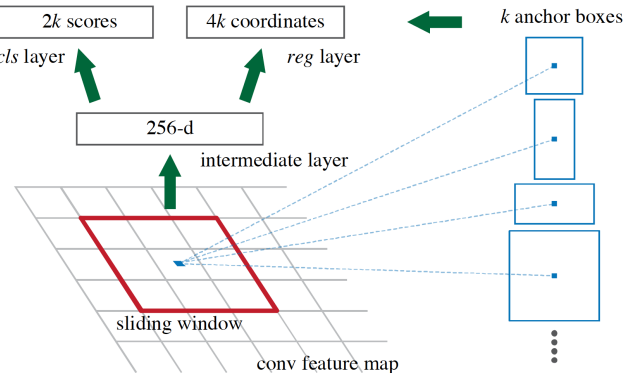 2k scores
4k coordinates
k anchor boxes
cls layer
reg layer
256-d
intermediate layer
sliding window
conv feature map